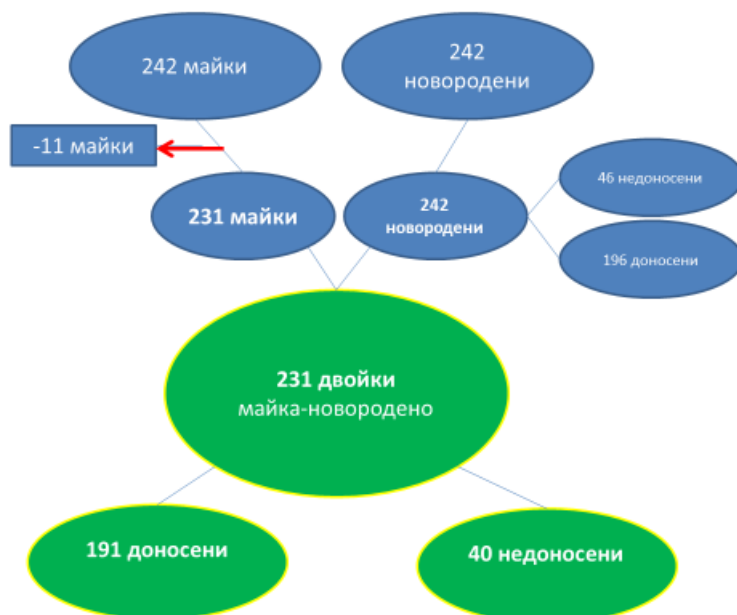 242 майки
242
новородени
-11 майки
231 майки
242
новородени
46 недоносени
196 доносени
231 двойки
майка-новородено
191 доносени
40 недоносени